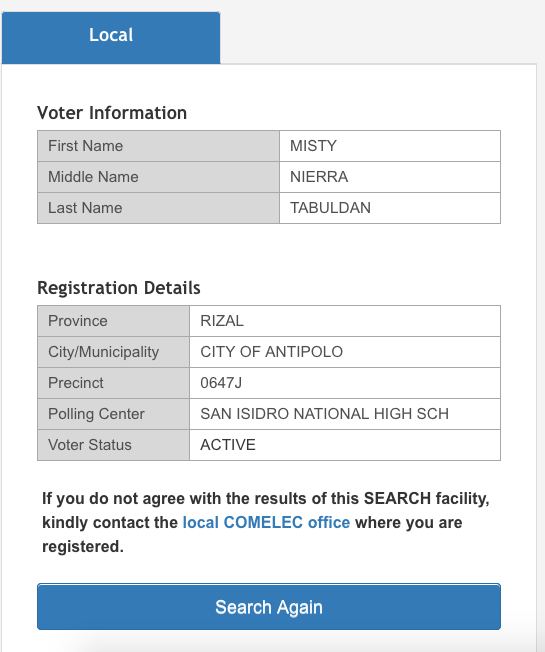 Local
Voter Information
First Name MISTY
Middle Name NIERRA
Last Name TABULDAN
Registration Details
Province RIZAL
City/Municipality CITY OF ANTIPOLO
Precinct 0647J
Polling Center SAN ISIDRO NATIONAL HIGH SCH
Voter Status ACTIVE
If you do not agree with the results of this SEARCH facility,
kindly contact the local COMELEC office where you are
registered.
Search Again